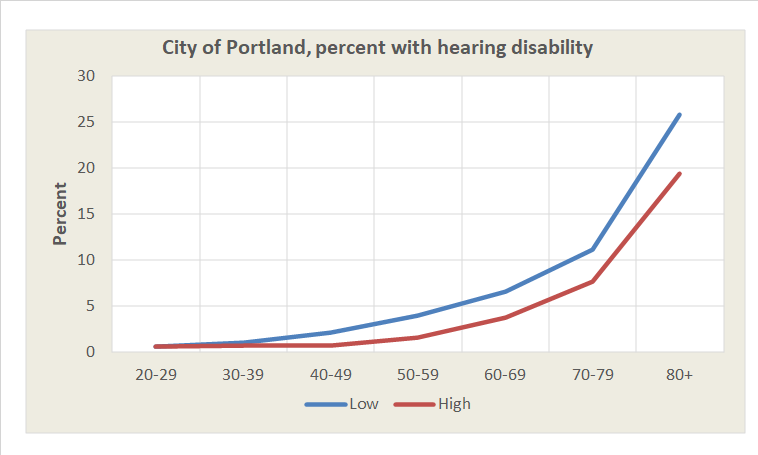 City of Portland, percent with hearing disability
30
25
20
15
10
5
0
Percent
20-29 30-39 40-49 50-59 60-69 70-79 80+
Low High